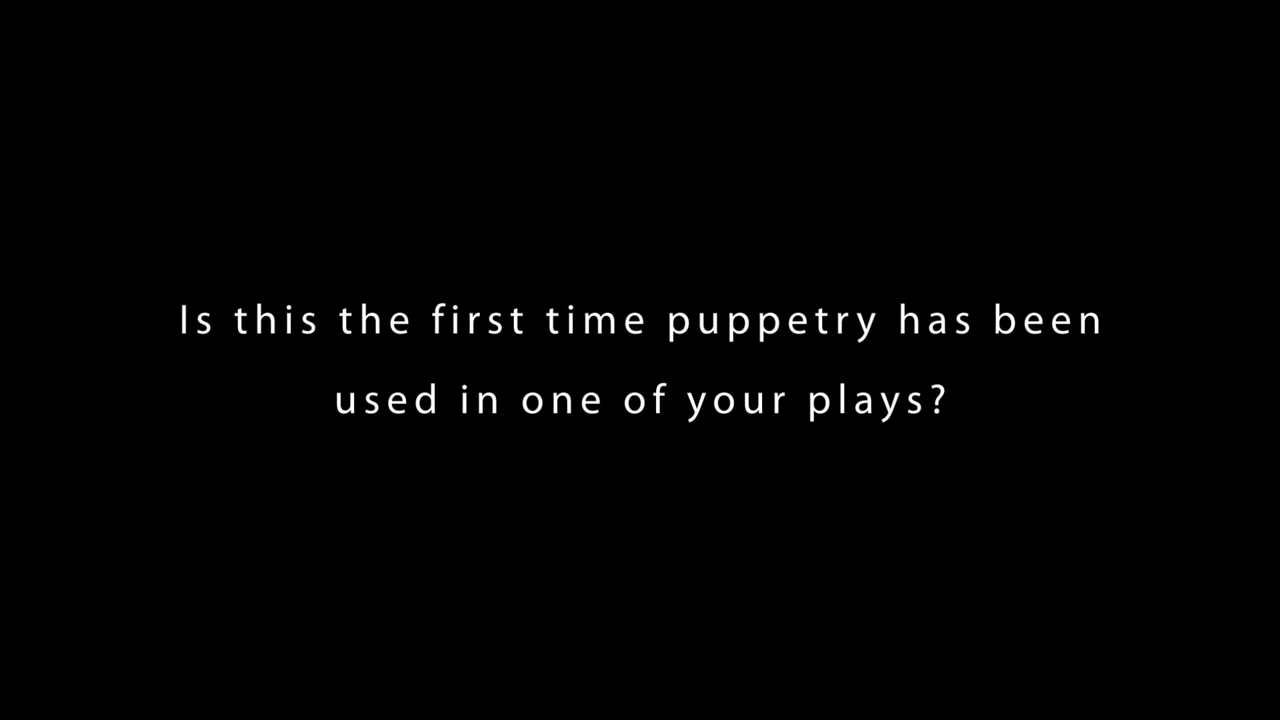 Is this the first time puppetry has been
used in one of your plays?